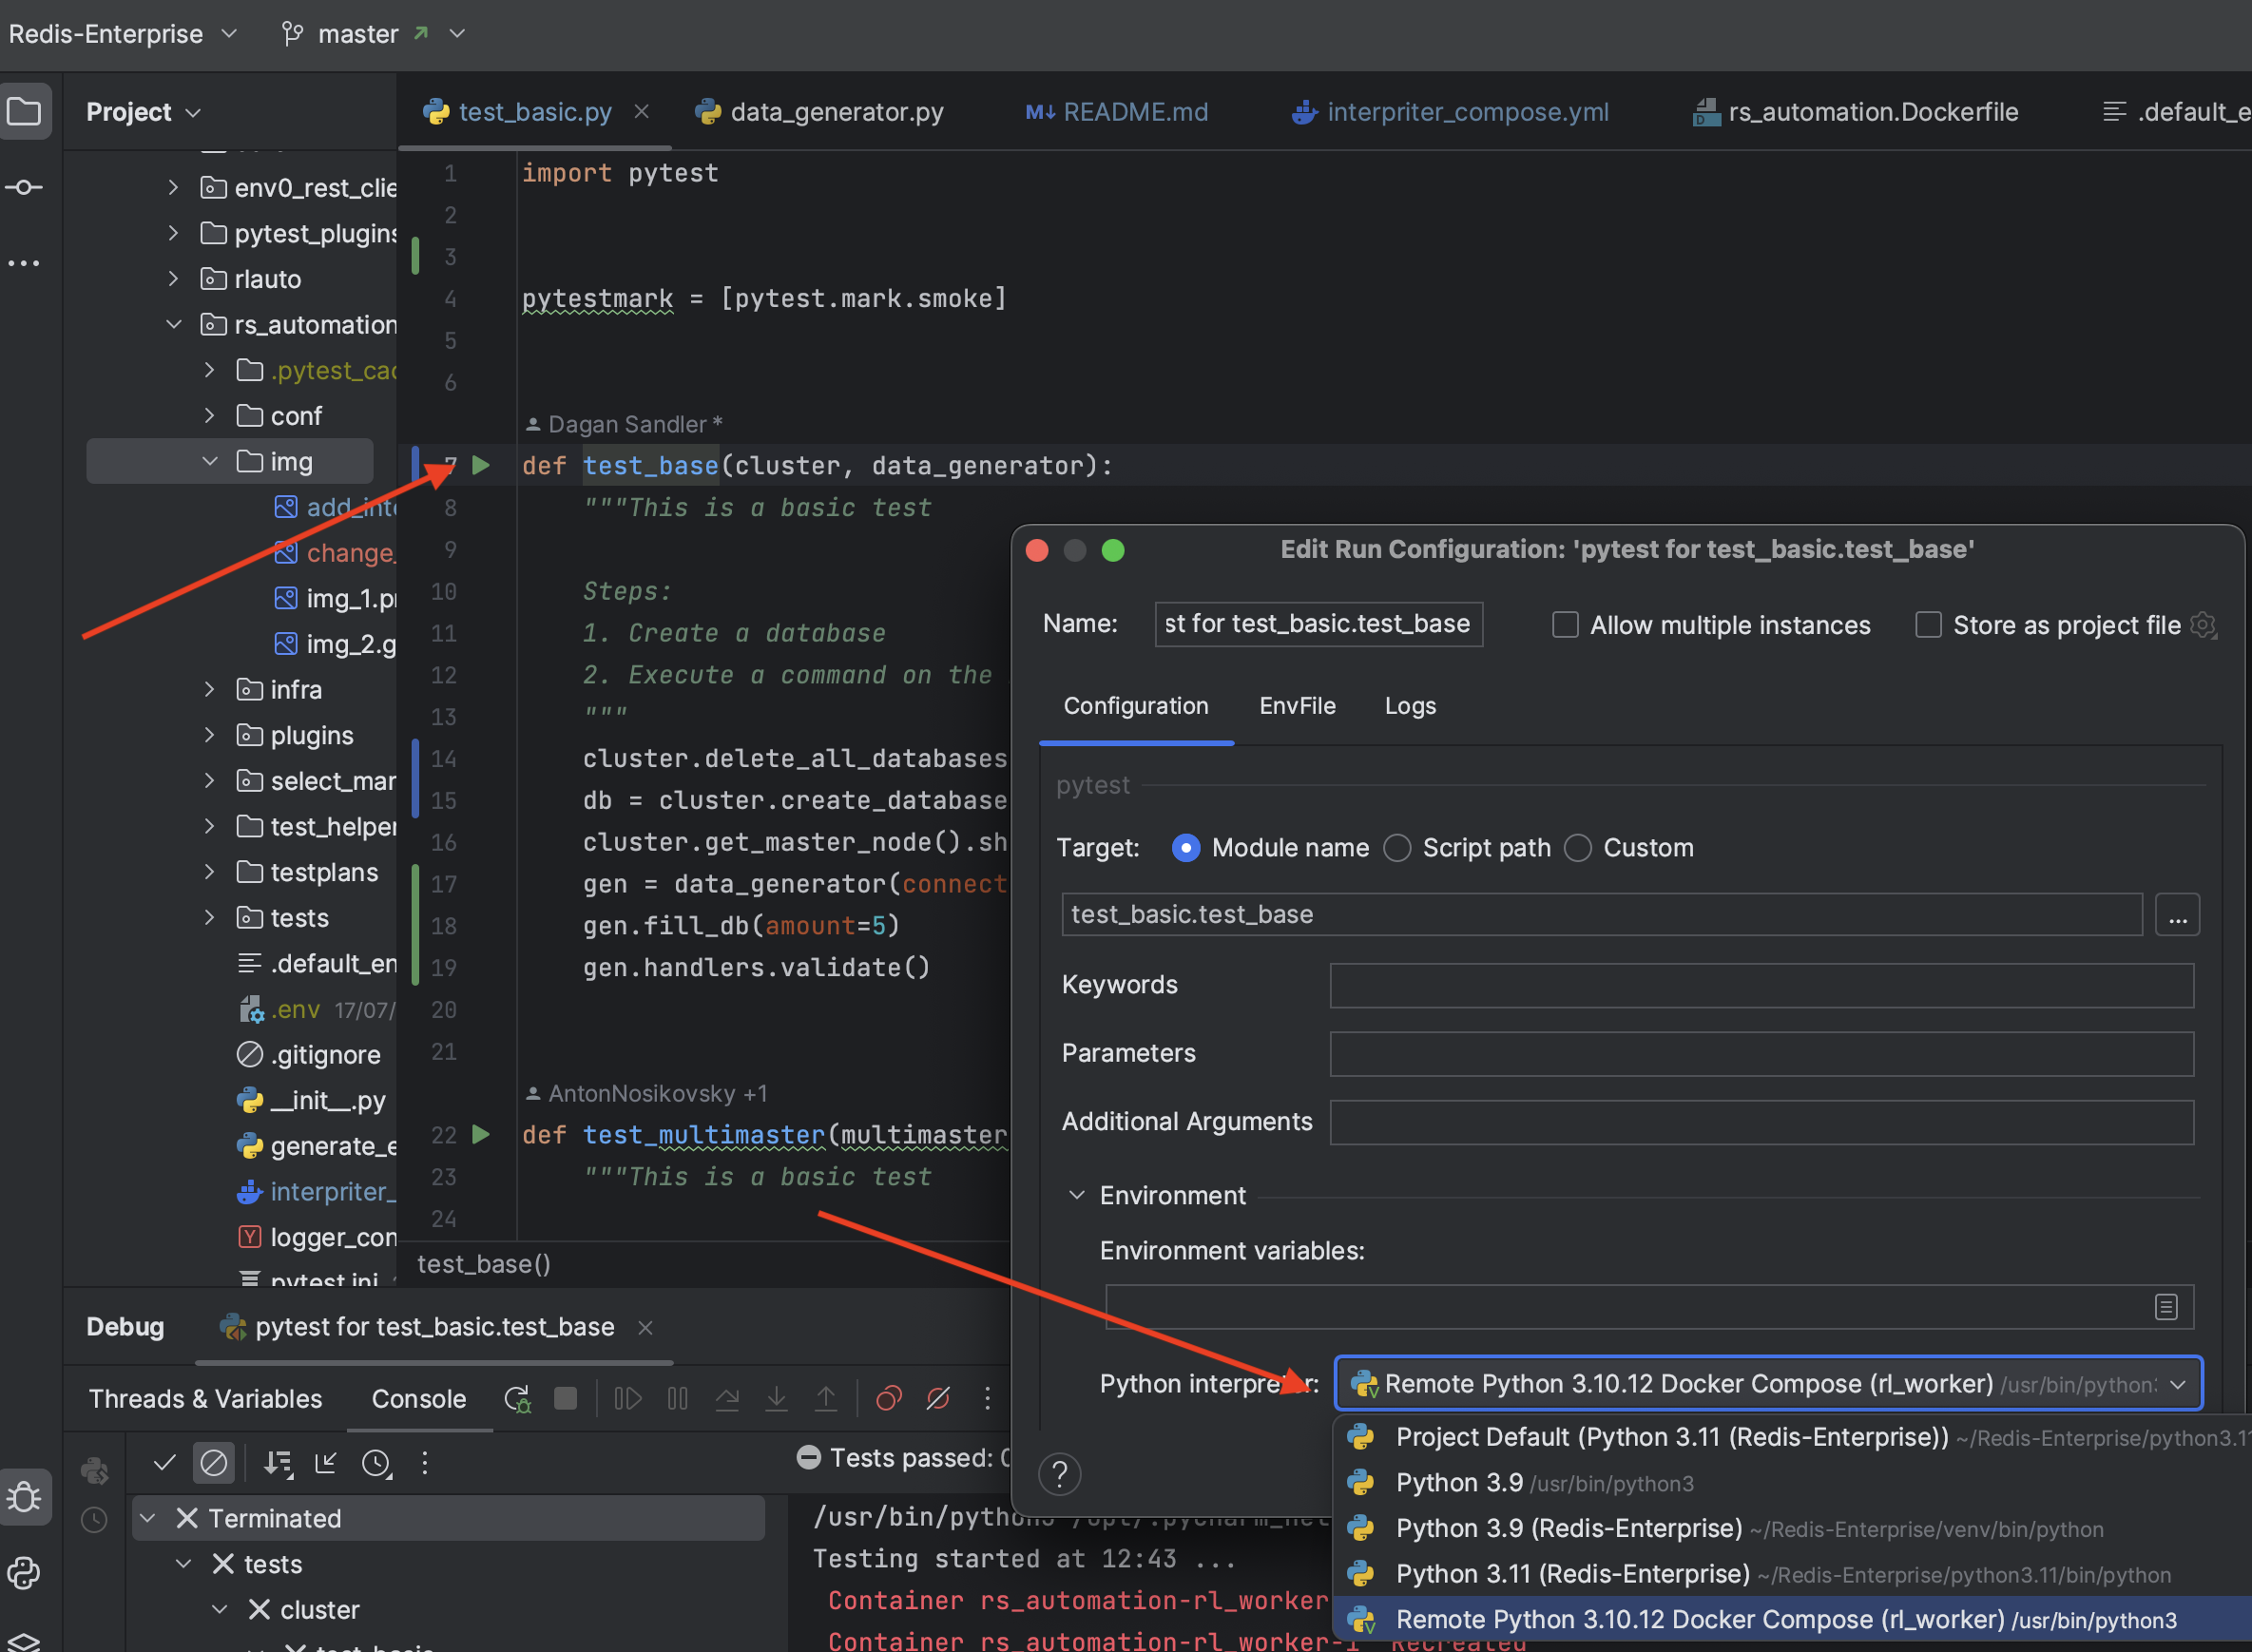 Redis-Enterprise
master
Project
test_basic.py
data_generator.py
M↓ README.md
interpriter_compose.yml
rs_automation.Dockerfile
.default_e
env0_rest_clie
pytest_plugins
rlauto
rs_automation
.pytest_cac
conf
img
add_inte
change_
img_1.pr
img_2.g
infra
plugins
select_mar
test_helper
testplans
tests
.default_en
.env 17/07/
.gitignore
__init__.py
generate_e
interpriter_
logger_con
pytest.ini
1 import pytest
2
3
4 pytestmark = [pytest.mark.smoke]
5
6
Dagan Sandler *
7 def test_base(cluster, data_generator):
8 """This is a basic test
9
10 Steps:
11 1. Create a database
12 2. Execute a command on the
13 """
14 cluster.delete_all_databases
15 db = cluster.create_database
16 cluster.get_master_node().sh
17 gen = data_generator(connect
18 gen.fill_db(amount=5)
19 gen.handlers.validate()
20
21
AntonNosikovsky +1
22 def test_multimaster(multimaster
23 """This is a basic test
24
test_base()
Edit Run Configuration: 'pytest for test_basic.test_base'
Name: st for test_basic.test_base
Allow multiple instances
Store as project file
Configuration EnvFile Logs
pytest
Target: Module name Script path Custom
test_basic.test_base ...
Keywords
Parameters
Additional Arguments
Environment
Environment variables:
Python interpreter: Remote Python 3.10.12 Docker Compose (rl_worker) /usr/bin/python
?
Project Default (Python 3.11 (Redis-Enterprise)) ~/Redis-Enterprise/python3.11
Python 3.9 /usr/bin/python3
Python 3.9 (Redis-Enterprise) ~/Redis-Enterprise/venv/bin/python
Python 3.11 (Redis-Enterprise) ~/Redis-Enterprise/python3.11/bin/python
Remote Python 3.10.12 Docker Compose (rl_worker) /usr/bin/python3
Debug
pytest for test_basic.test_base
Threads & Variables
Console
Tests passed: 0
Terminated
tests
cluster
test_basic
/usr/bin/python3 /opt/.pycharm_hel
Testing started at 12:43 ...
Container rs_automation-rl_worker
Container rs_automation-rl_worker-1 Recreated